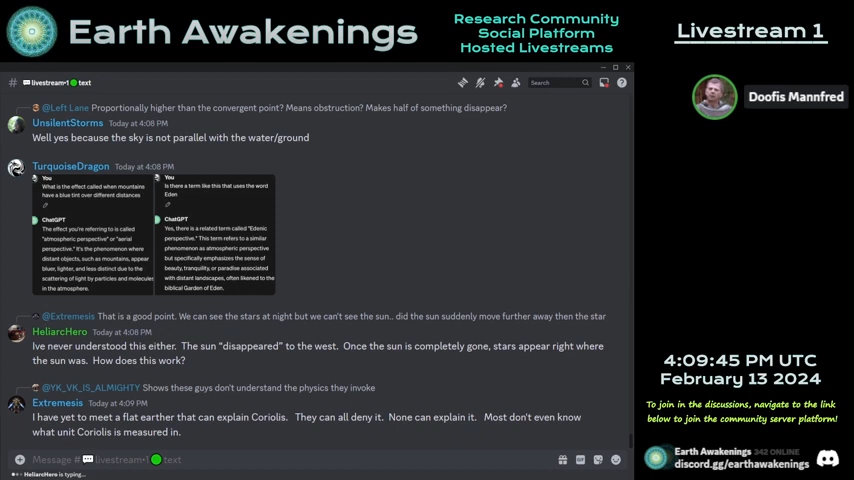 Earth Awakenings
Research Community
Social Platform
Hosted Livestreams
Livestream 1
# livestream•1 text
Search
@Left Lane Proportionally higher than the convergent point? Means obstruction? Makes half of something disappear?
UnsilentStorms Today at 4:08 PM
Well yes because the sky is not parallel with the water/ground
TurquoiseDragon Today at 4:08 PM
You
What is the effect called when mountains
have a blue tint over different distances
ChatGPT
The effect you're referring to is called
"atmospheric perspective" or "aerial
perspective." It's the phenomenon where
distant objects, such as mountains, appear
bluer, lighter, and less distinct due to the
scattering of light by particles and molecules
in the atmosphere.
You
Is there a term like this that uses the word
Eden
ChatGPT
Yes, there is a related term called "Edenic
perspective." This term refers to a similar
phenomenon as atmospheric perspective
but specifically emphasizes the sense of
beauty, tranquility, or paradise associated
with distant landscapes, often likened to the
biblical Garden of Eden.
@Extremesis That is a good point. We can see the stars at night but we can't see the sun.. did the sun suddenly move further away then the star
HeliarcHero Today at 4:08 PM
Ive never understood this either. The sun "disappeared" to the west. Once the sun is completely gone, stars appear right where
the sun was. How does this work?
@YK_VK_IS_ALMIGHTY Shows these guys don't understand the physics they invoke
Extremesis Today at 4:09 PM
I have yet to meet a flat earther that can explain Coriolis. They can all deny it. None can explain it. Most don't even know
what unit Coriolis is measured in.
Message # livestream•1 text
GIF
HeliarcHero is typing...
Doofis Mannfred
4:09:45 PM UTC
February 13 2024
To join in the discussions, navigate to the link
below to join the community server platform!
Earth Awakenings 342 ONLINE
discord.gg/earthawakenings